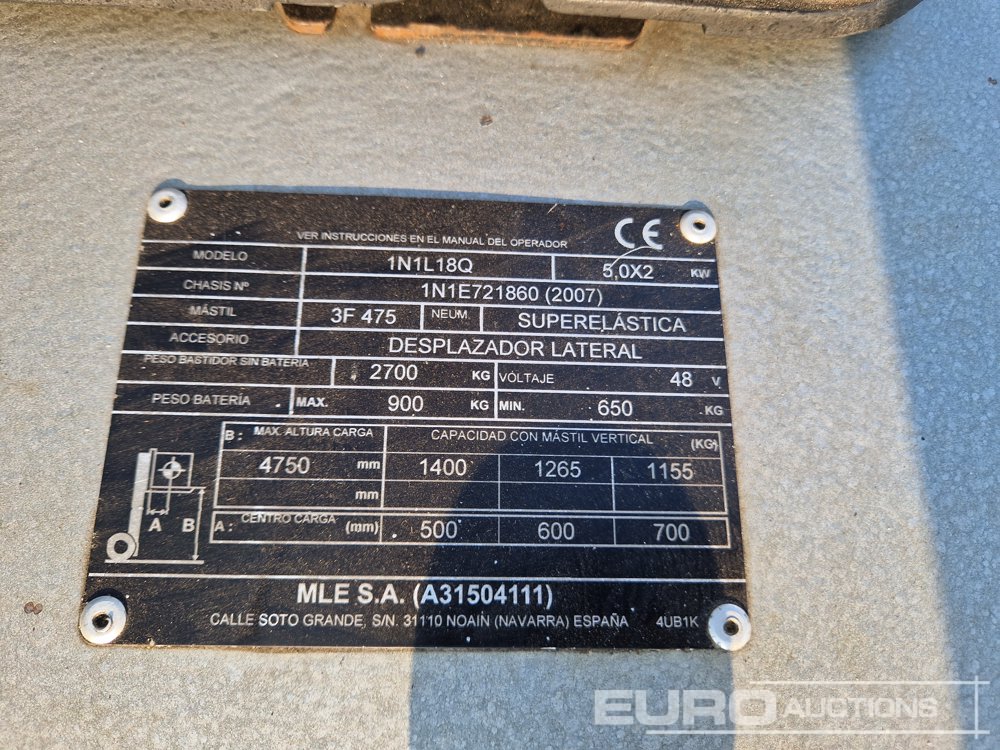 VER INSTRUCCIONES EN EL MANUAL DEL OPERADOR CE
MODELO 1N1L18Q 5,0X2 KW
CHASIS Nº 1N1E721860 (2007)
MÁSTIL 3F 475 NEUM. SUPERELÁSTICA
ACCESORIO DESPLAZADOR LATERAL
PESO BASTIDOR SIN BATERIA 2700 KG VÓLTAJE 48 V
PESO BATERÍA MAX. 900 KG MIN. 650 KG
B: MAX. ALTURA CARGA CAPACIDAD CON MÁSTIL VERTICAL (KG)
4750 mm 1400 1265 1155
mm
A: CENTRO CARGA (mm) 500 600 700
A B
MLE S.A. (A31504111)
CALLE SOTO GRANDE, S/N. 31110 NOAIN (NAVARRA) ESPAÑA 4UB1K
EURO AUCTIONS